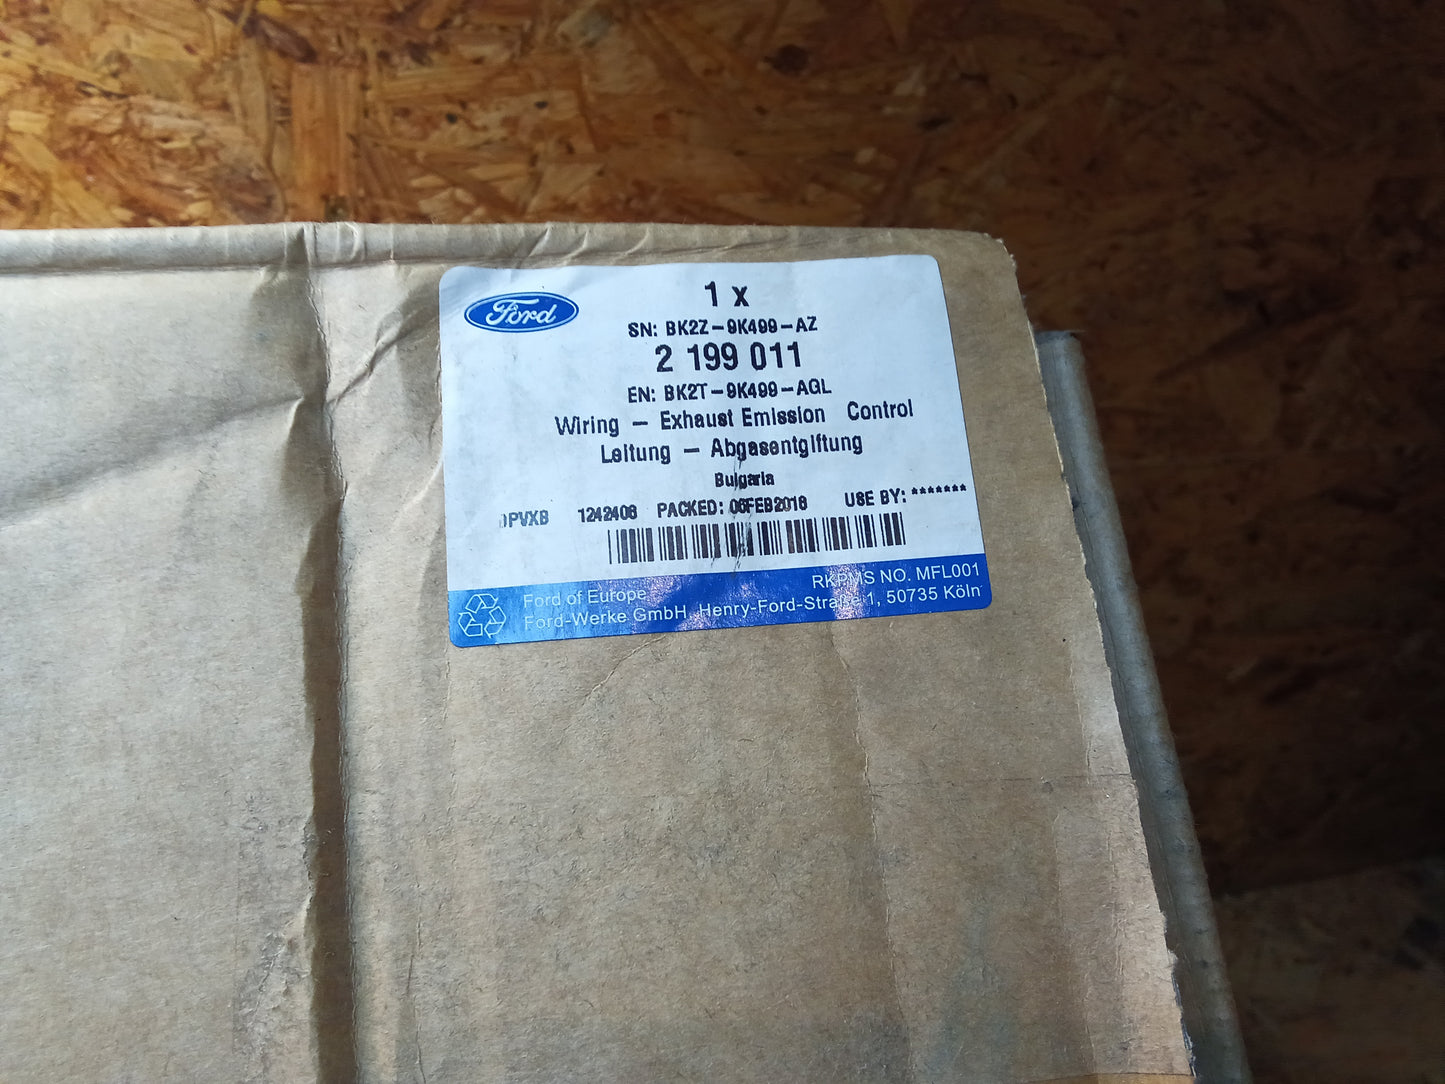 Ford
1 x
SN: BK2Z-9K499-AZ
2 199 011
EN: BK2T-9K499-AGL
Wiring - Exhaust Emission Control
Leitung - Abgasentgiftung
Bulgaria
DPVXB 1242408 PACKED: 06FEB2018 USE BY: *******
RKPMS NO. MFL001
Ford of Europe
Ford-Werke GmbH, Henry-Ford-Straße 1, 50735 Köln